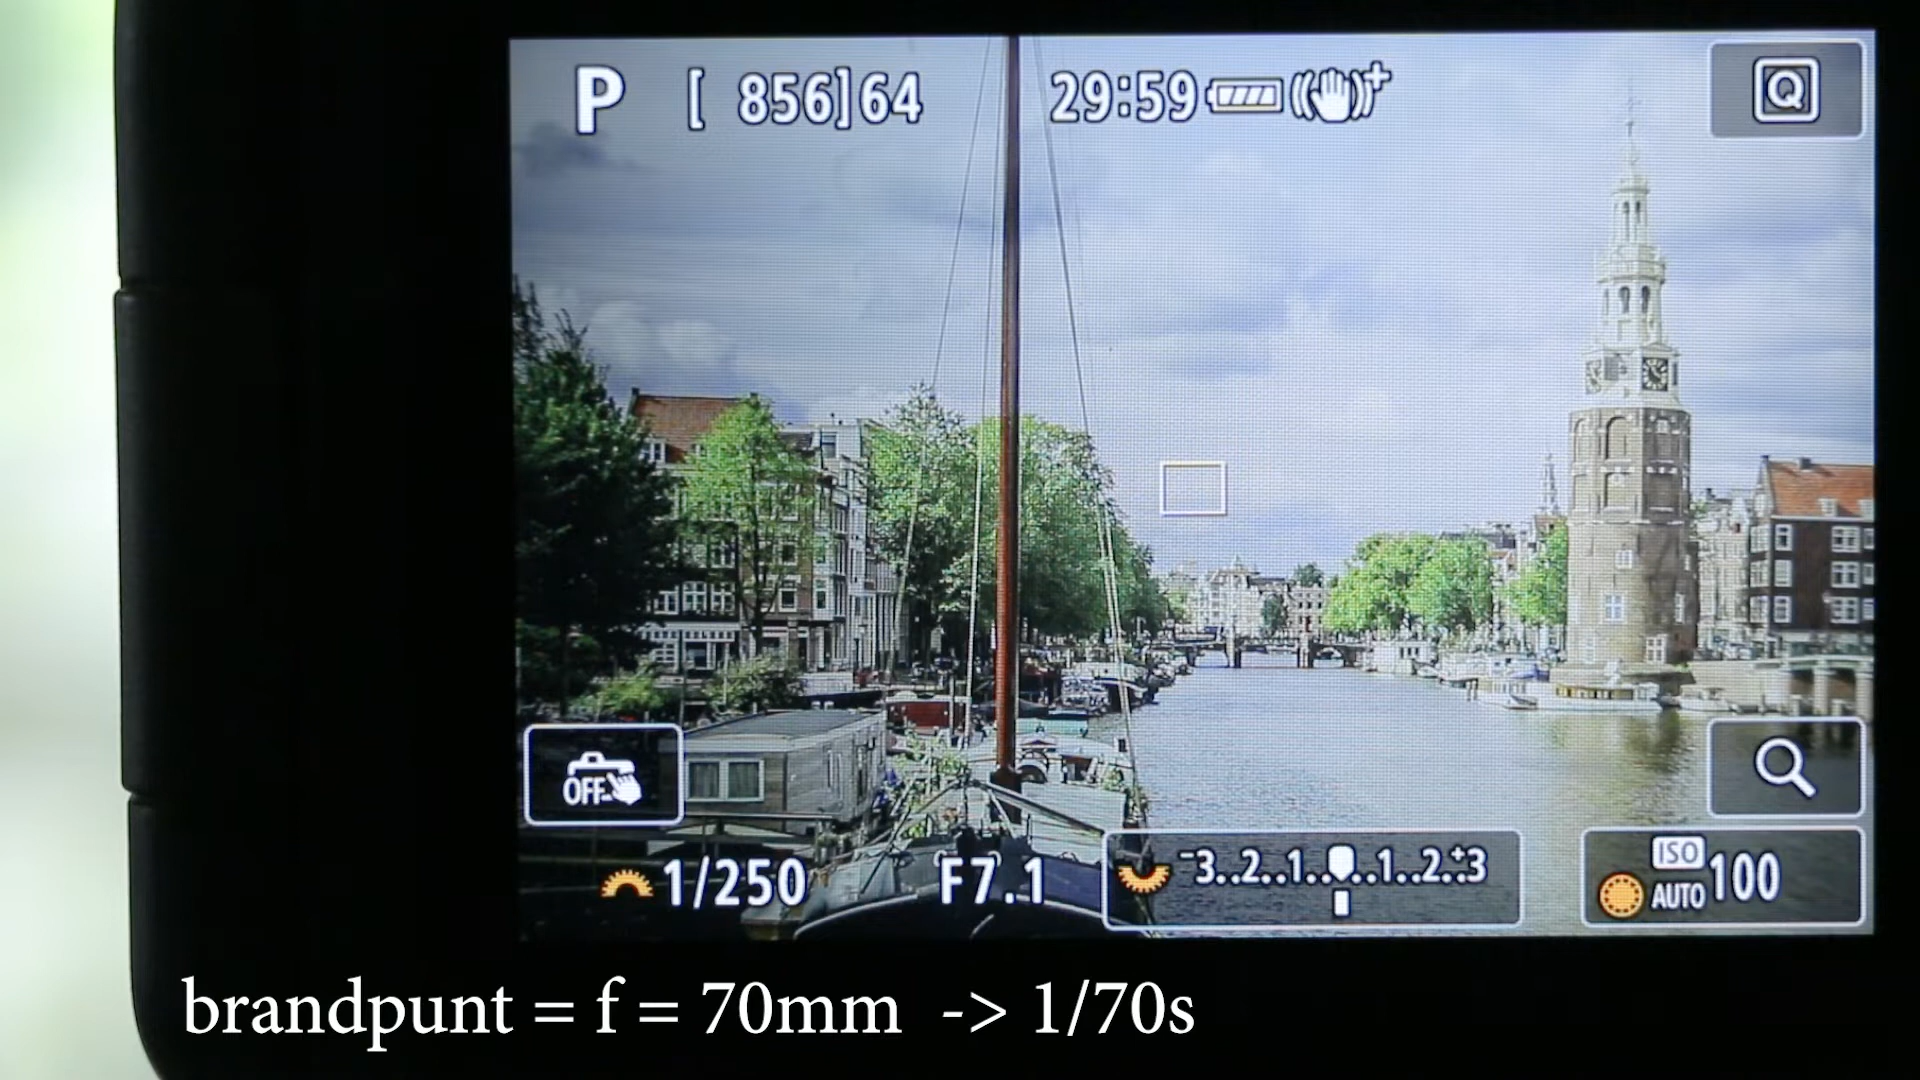 P [ 856]64 29:59 Q
OFF
1/250 F7.1 -3..2..1..0..1..2..+3 ISO AUTO 100
brandpunt = f = 70mm -> 1/70s